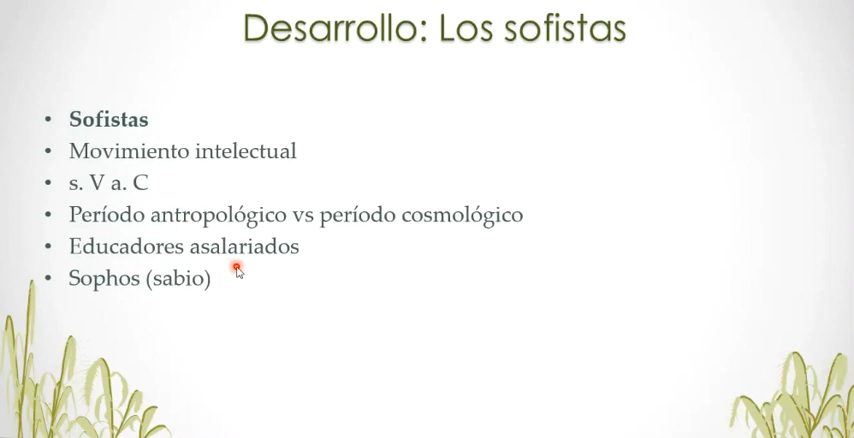 Desarrollo: Los sofistas
• Sofistas
• Movimiento intelectual
• s. V a. C
• Período antropológico vs período cosmológico
• Educadores asalariados
• Sophos (sabio)